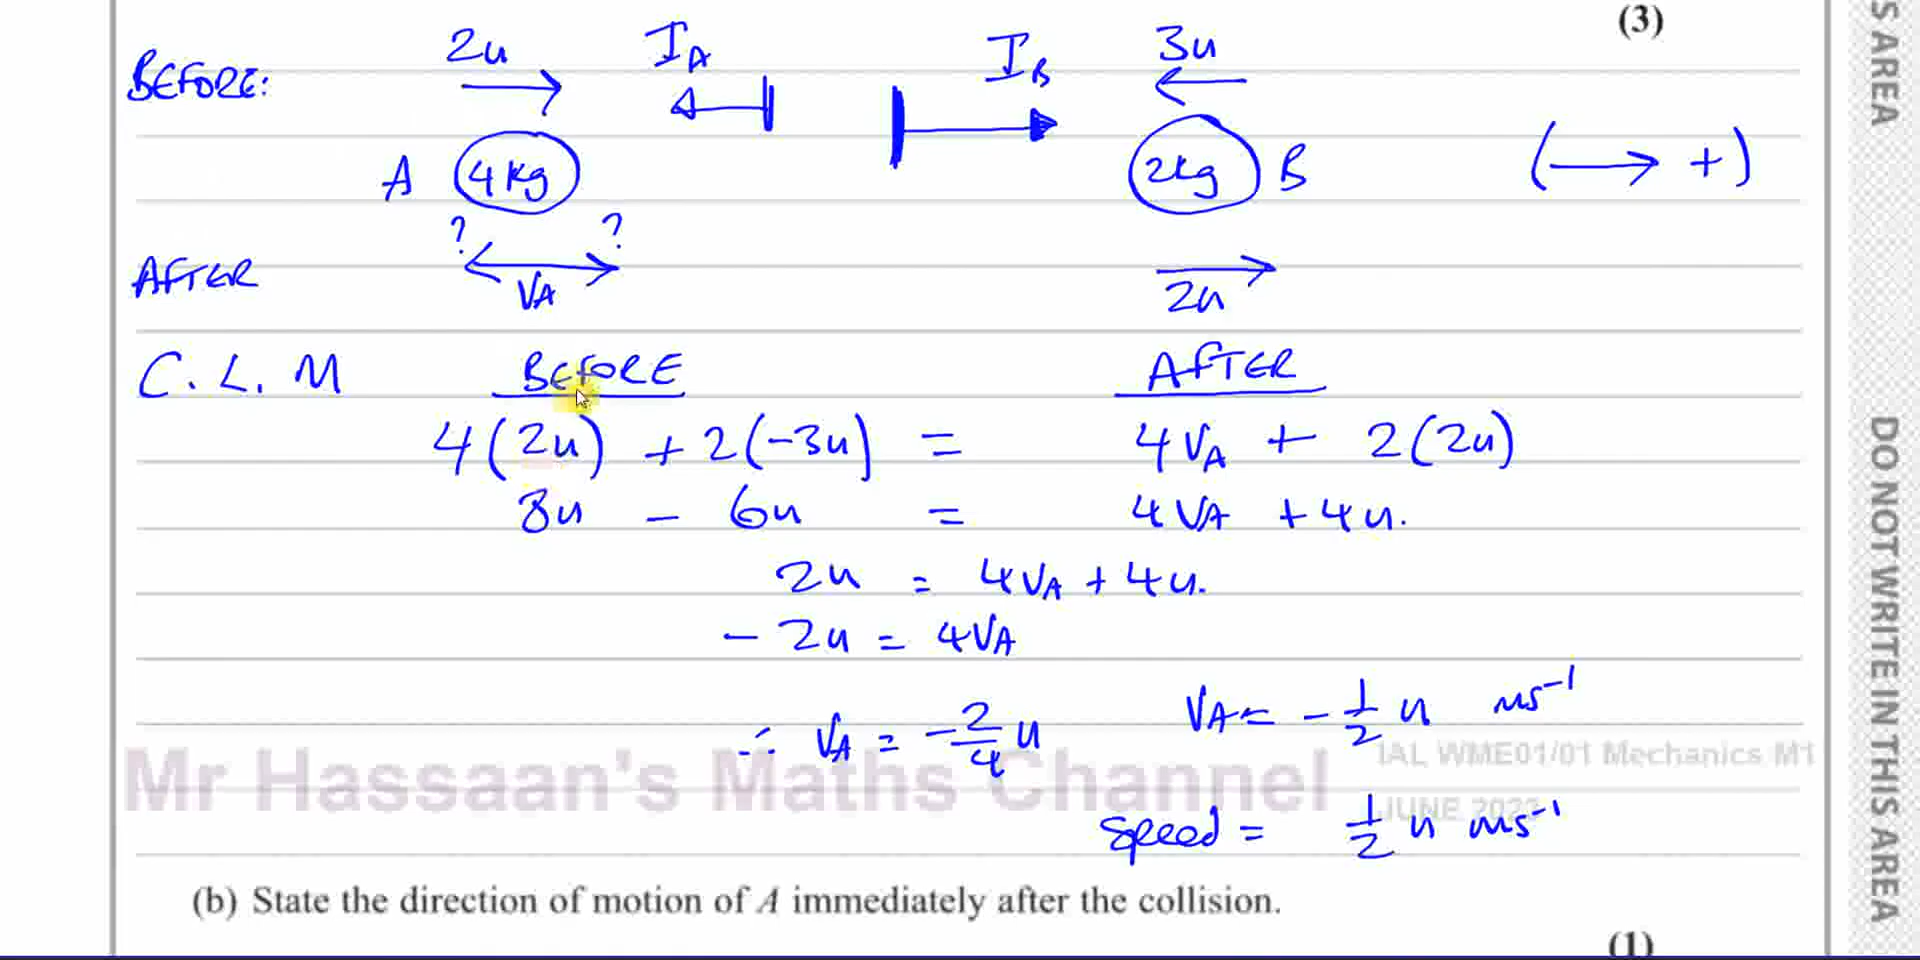 (3)
BEFORE: 2u I_A I_B 3u
A 4kg 2kg B (→ +)
? ?
AFTER V_A 2u
C.L.M BEFORE AFTER
4(2u) + 2(-3u) = 4V_A + 2(2u)
8u - 6u = 4V_A + 4u.
2u = 4V_A + 4u.
- 2u = 4V_A
∴ V_A = -2/4 u V_A = - 1/2 u ms⁻¹
Mr Hassaan's Maths Channel
IAL WME01/01 Mechanics M1
JUNE 2023
Speed = 1/2 u ms⁻¹
(b) State the direction of motion of A immediately after the collision.
(1)
S AREA
DO NOT WRITE IN THIS AREA